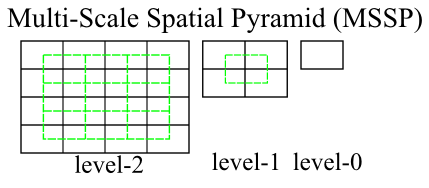 Multi-Scale Spatial Pyramid (MSSP)
level-2 level-1 level-0